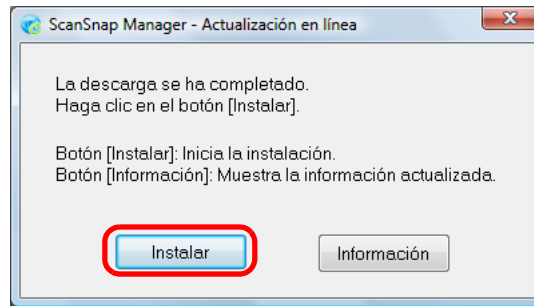 ScanSnap Manager - Actualización en línea
La descarga se ha completado.
Haga clic en el botón [Instalar].
Botón [Instalar]: Inicia la instalación.
Botón [Información]: Muestra la información actualizada.
Instalar
Información